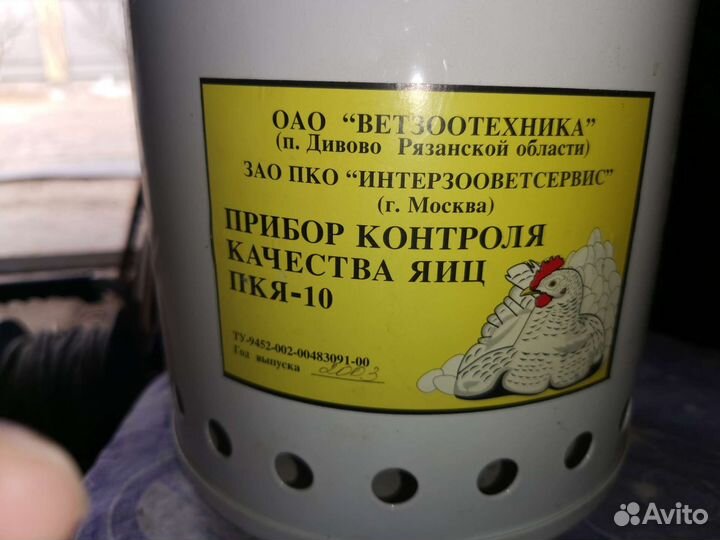 ОАО "ВЕТЗООТЕХНИКА"
(п. Дивово Рязанской области)
ЗАО ПКО "ИНТЕРЗООВЕТСЕРВИС"
(г. Москва)
ПРИБОР КОНТРОЛЯ
КАЧЕСТВА ЯИЦ
ПКЯ-10
ТУ-9452-002-00483091-00
Год выпуска 2003
Avito